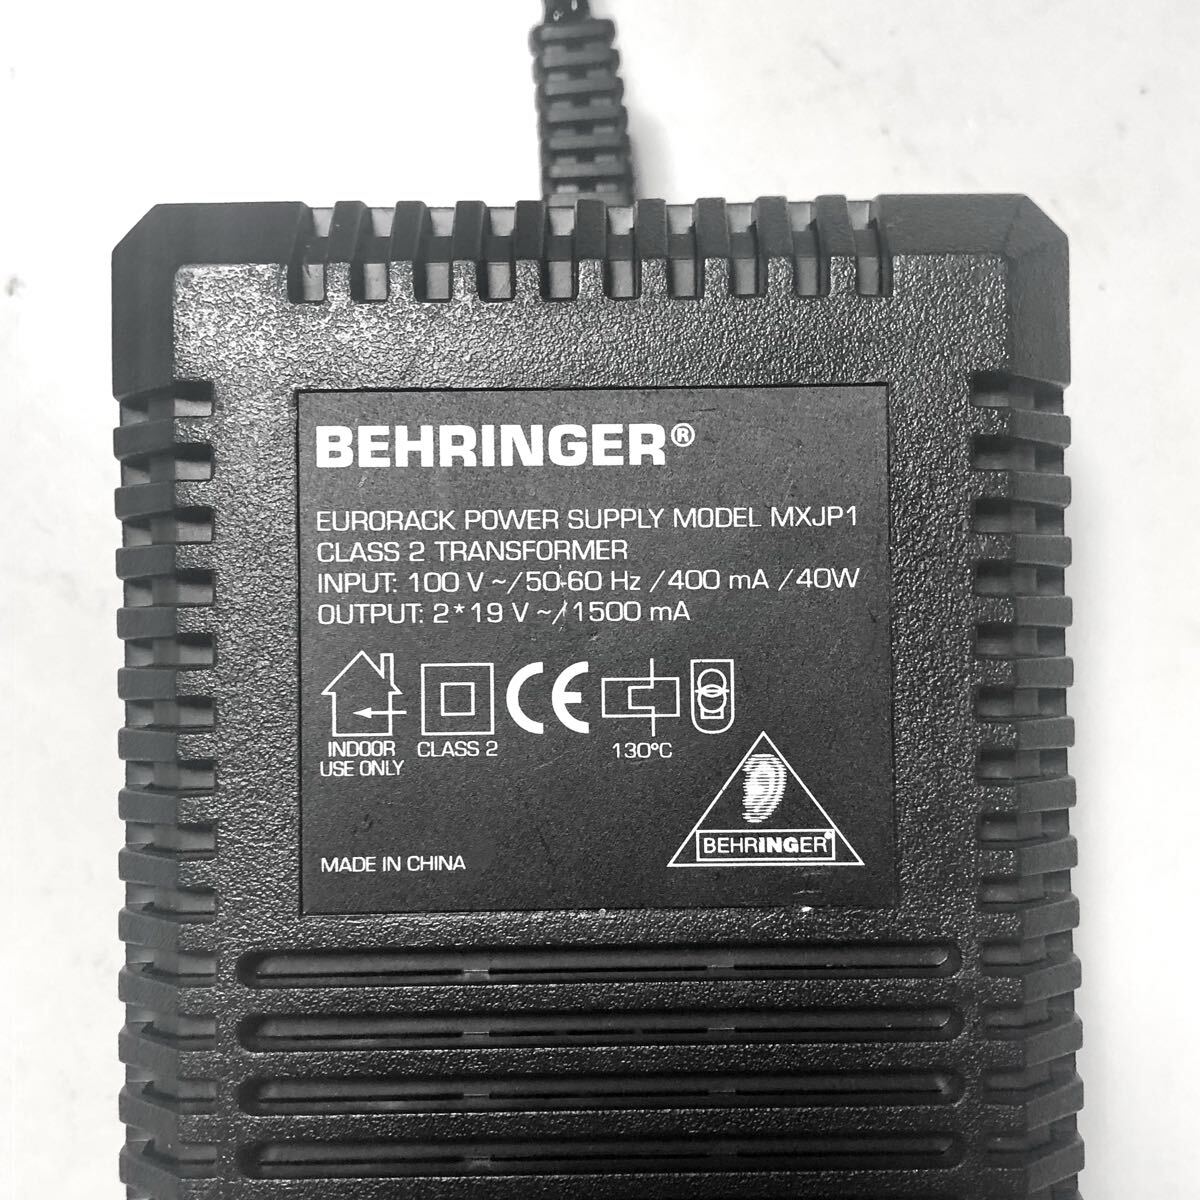 BEHRINGER®
EURORACK POWER SUPPLY MODEL MXJP1
CLASS 2 TRANSFORMER
INPUT: 100 V ~/50-60 Hz /400 mA /40W
OUTPUT: 2*19 V ~/1500 mA
CE
INDOOR
USE ONLY
CLASS 2
130°C
BEHRINGER®
MADE IN CHINA